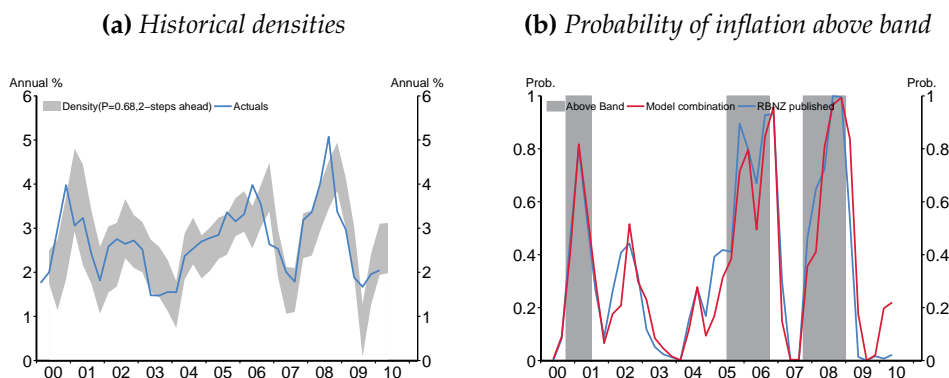 (a) Historical densities
Annual % Annual %
Density(P=0.68,2−steps ahead) Actuals
6 6
5 5
4 4
3 3
2 2
1 1
0 0
00 01 02 03 04 05 06 07 08 09 10
(b) Probability of inflation above band
Prob. Prob.
Above Band Model combination RBNZ published
1 1
0.8 0.8
0.6 0.6
0.4 0.4
0.2 0.2
0 0
00 01 02 03 04 05 06 07 08 09 10